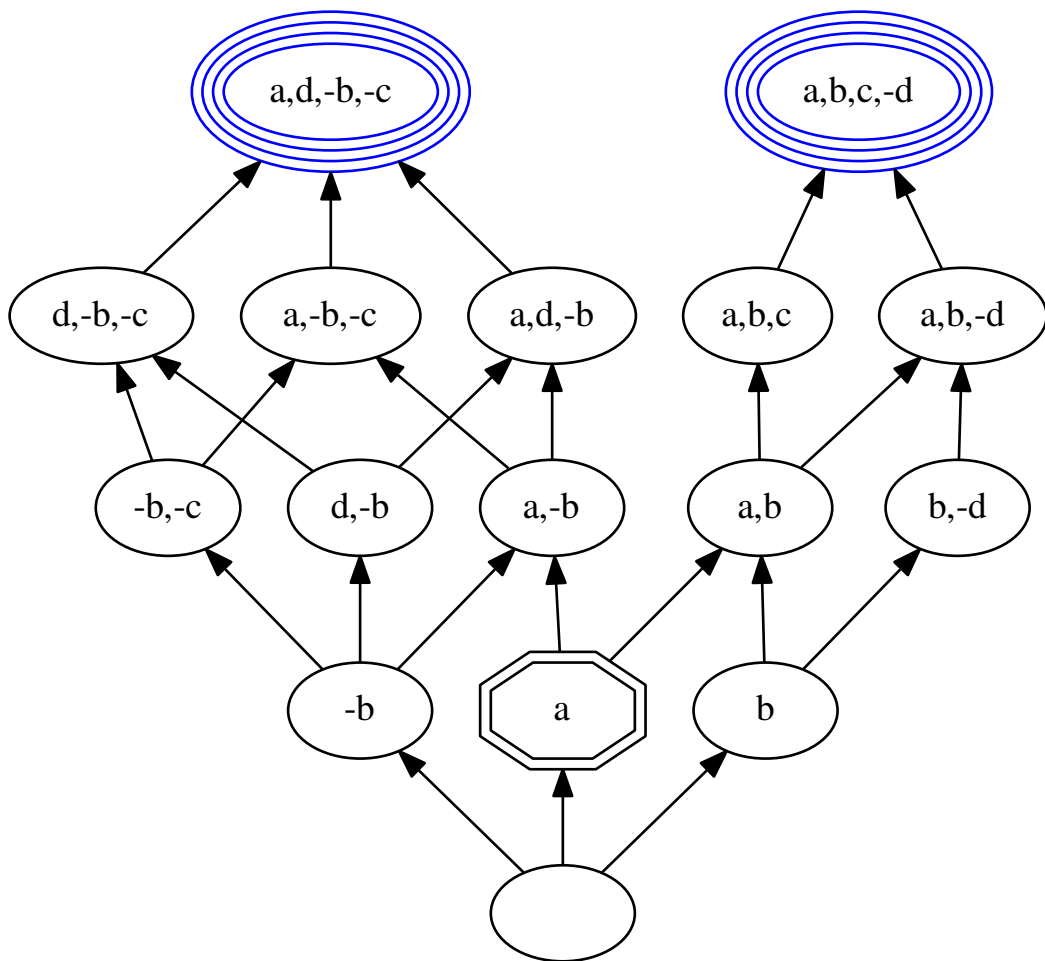 a,d,-b,-c
a,b,c,-d
d,-b,-c
a,-b,-c
a,d,-b
a,b,c
a,b,-d
-b,-c
d,-b
a,-b
a,b
b,-d
-b
a
b